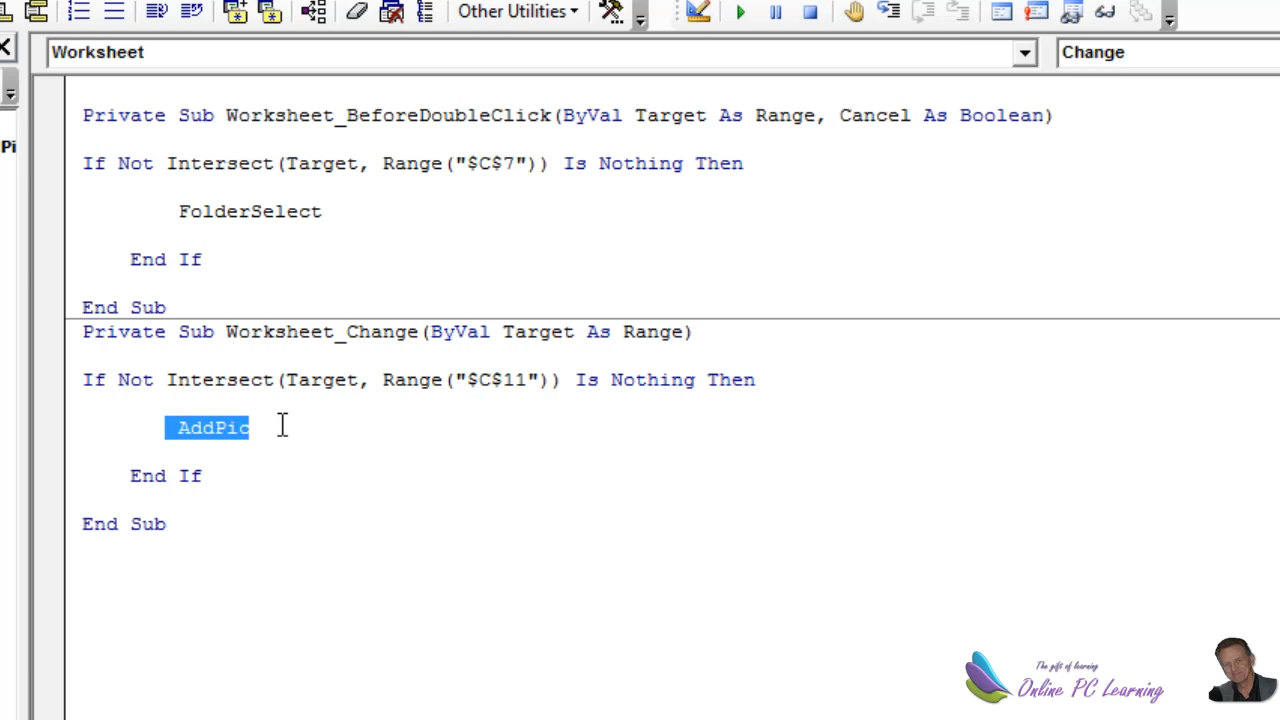 Other Utilities
Worksheet
Change
Pi
Private Sub Worksheet_BeforeDoubleClick(ByVal Target As Range, Cancel As Boolean)
If Not Intersect(Target, Range("$C$7")) Is Nothing Then
FolderSelect
End If
End Sub
Private Sub Worksheet_Change(ByVal Target As Range)
If Not Intersect(Target, Range("$C$11")) Is Nothing Then
AddPic
End If
End Sub
The gift of learning
Online PC Learning